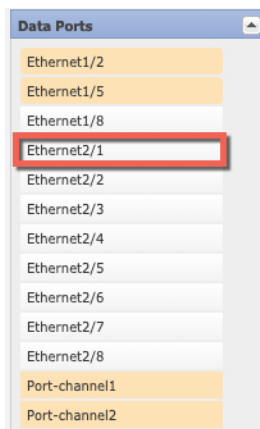 Data Ports
Ethernet1/2
Ethernet1/5
Ethernet1/8
Ethernet2/1
Ethernet2/2
Ethernet2/3
Ethernet2/4
Ethernet2/5
Ethernet2/6
Ethernet2/7
Ethernet2/8
Port-channel1
Port-channel2